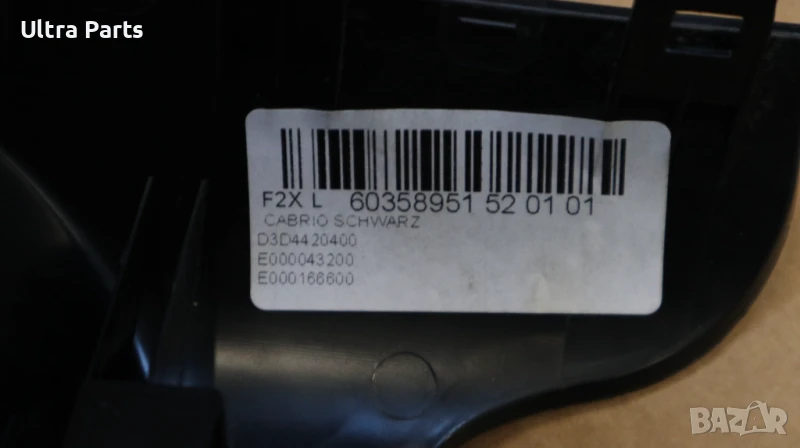 Ultra Parts
F2X L 60358951 52 01 01
CABRIO SCHWARZ
D3D4420400
E000043200
E000166600
BAZAR